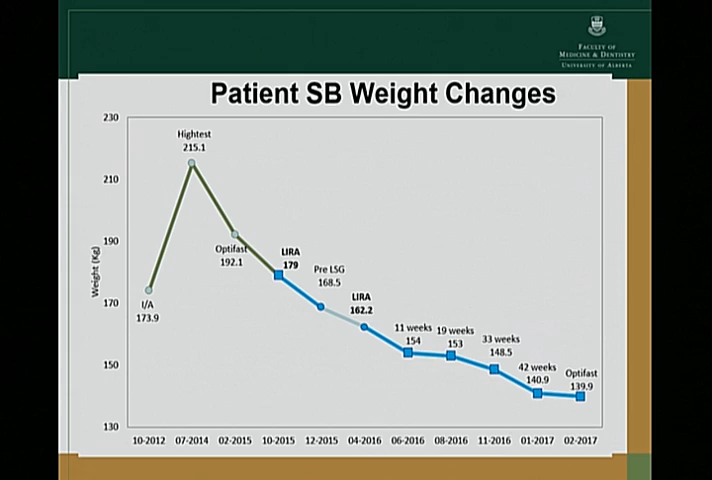 FACULTY OF
MEDICINE & DENTISTRY
UNIVERSITY OF ALBERTA
Patient SB Weight Changes
230
210
190
170
150
130
Weight (Kg)
I/A
173.9
Highest
215.1
Optifast
192.1
LIRA
179
Pre LSG
168.5
LIRA
162.2
11 weeks
154
19 weeks
153
33 weeks
148.5
42 weeks
140.9
Optifast
139.9
10-2012 07-2014 02-2015 10-2015 12-2015 04-2016 06-2016 08-2016 11-2016 01-2017 02-2017